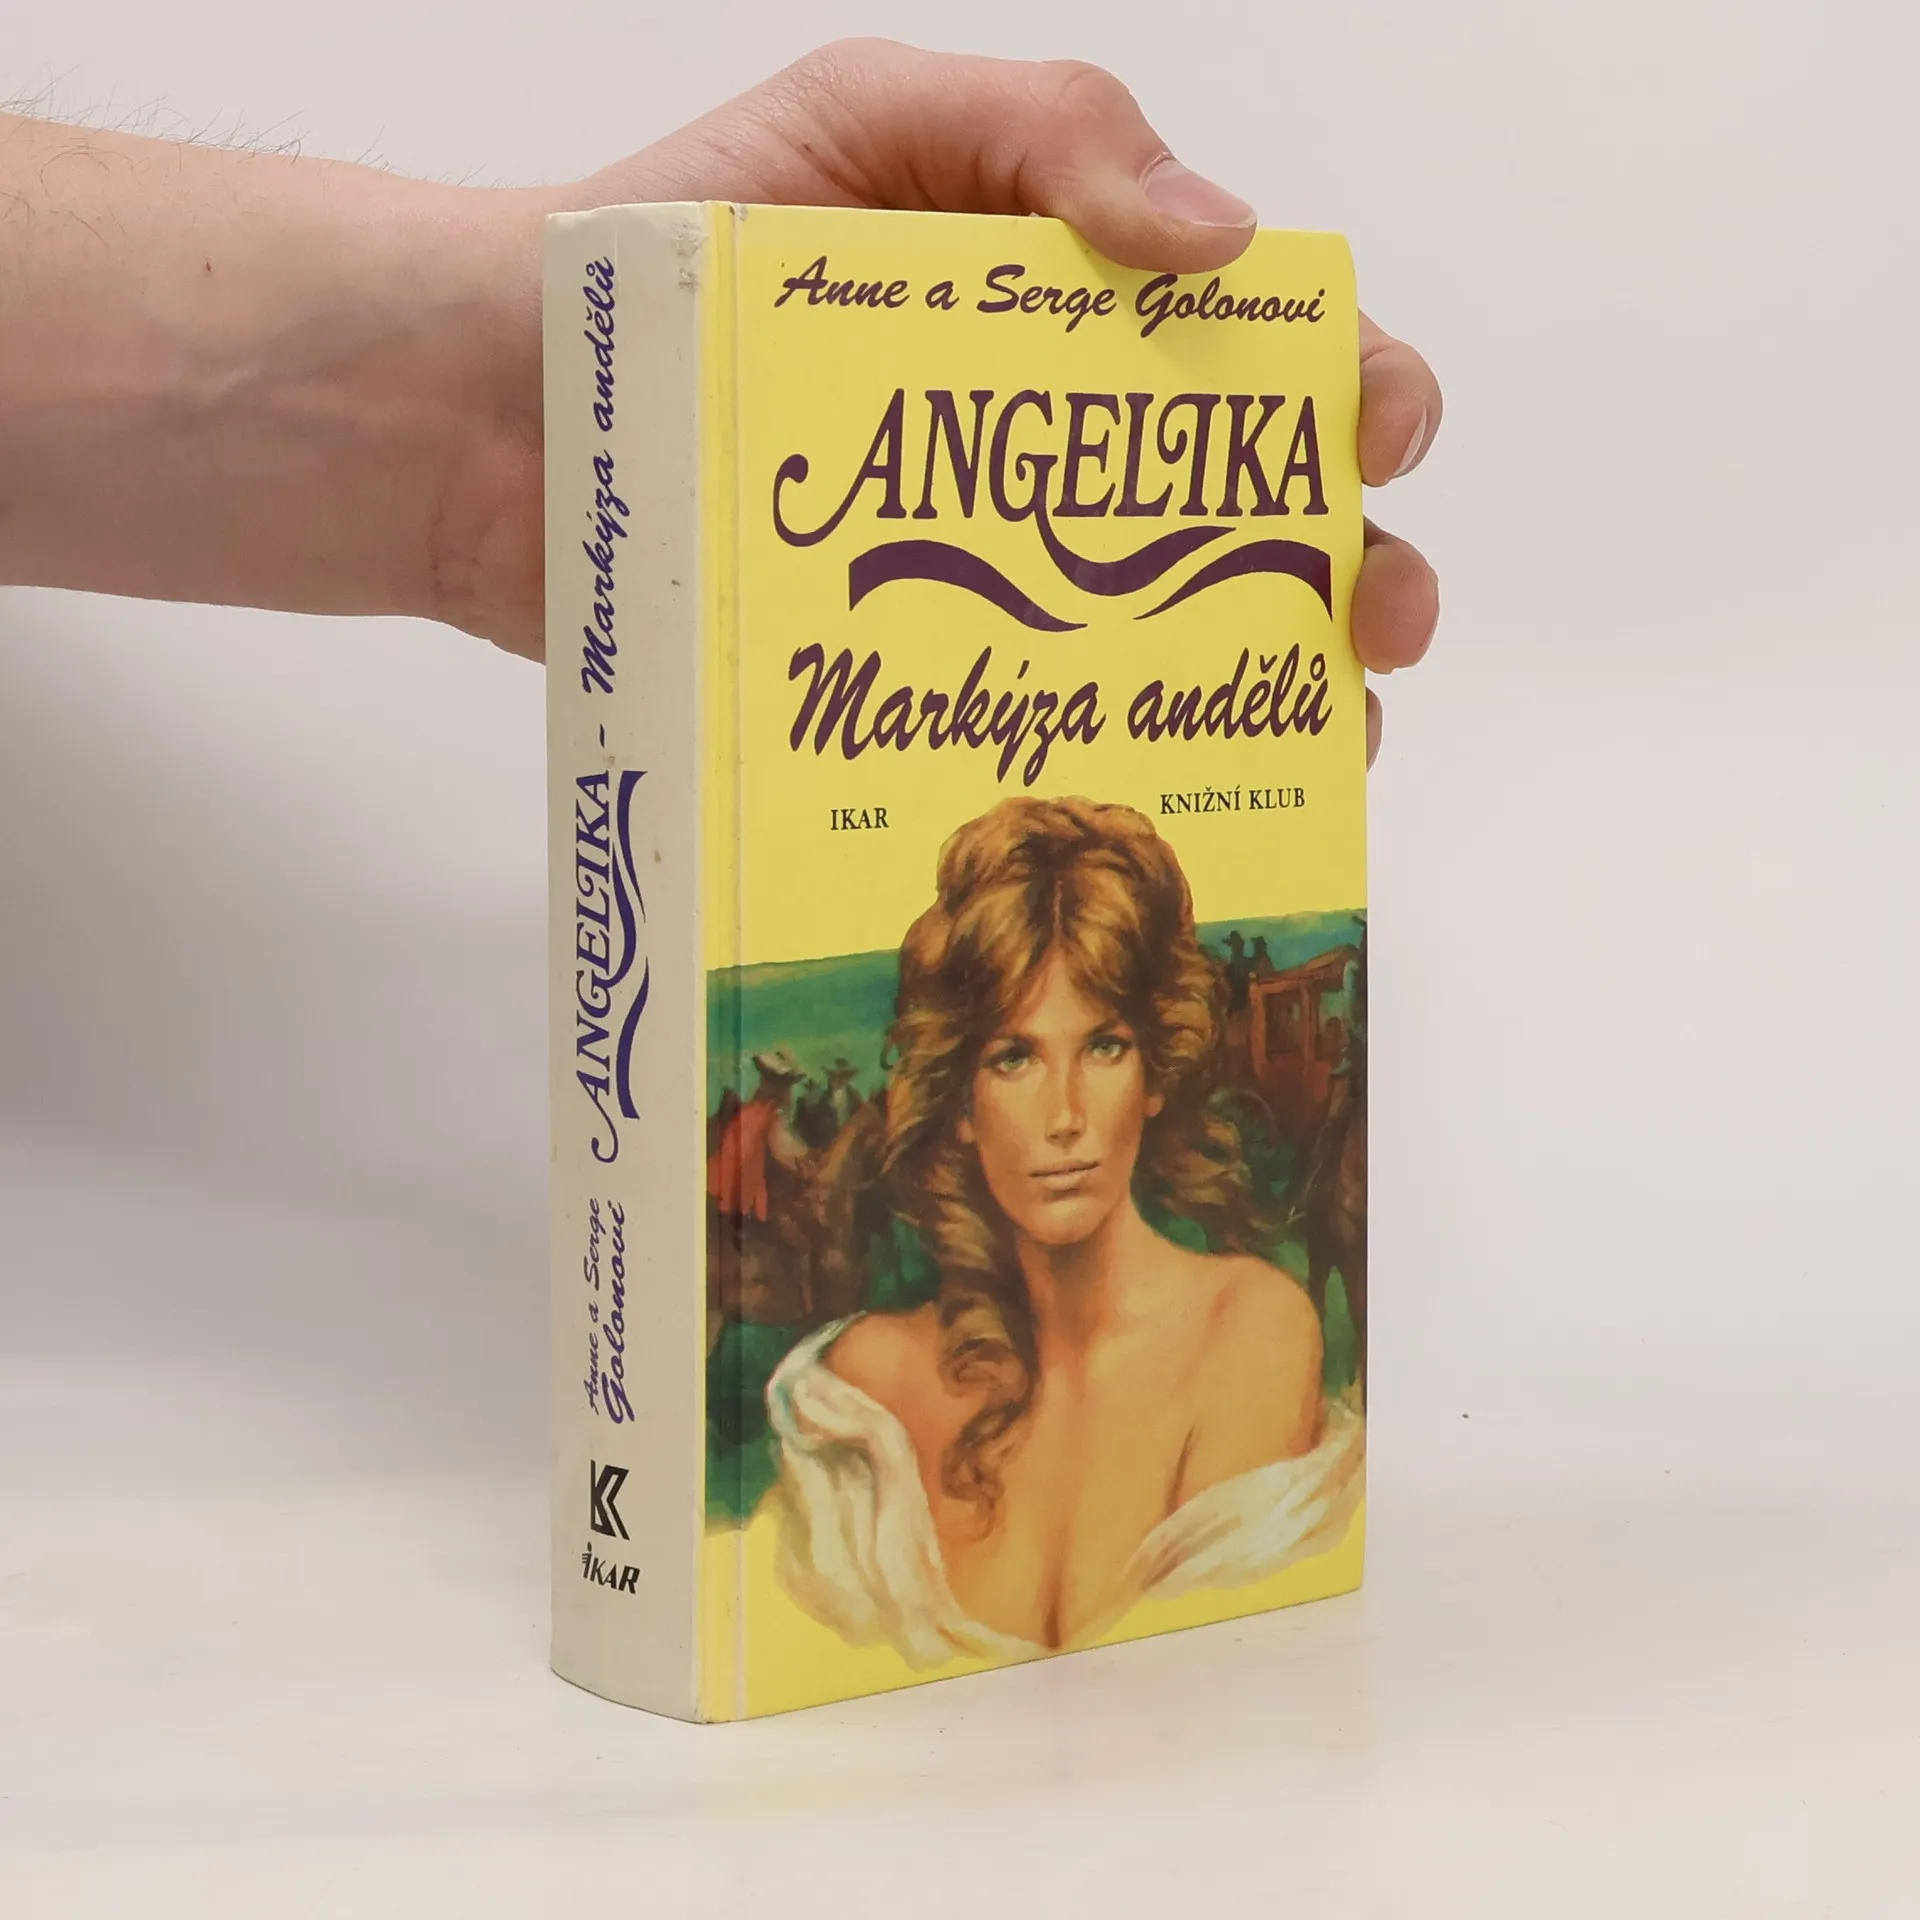 Anne a Serge Golonovi
ANGELIKA
Markýza andělů
IKAR
KNIŽNÍ KLUB
Anne a Serge
Golonovi
ANGELIKA - Markýza andělů
IKAR